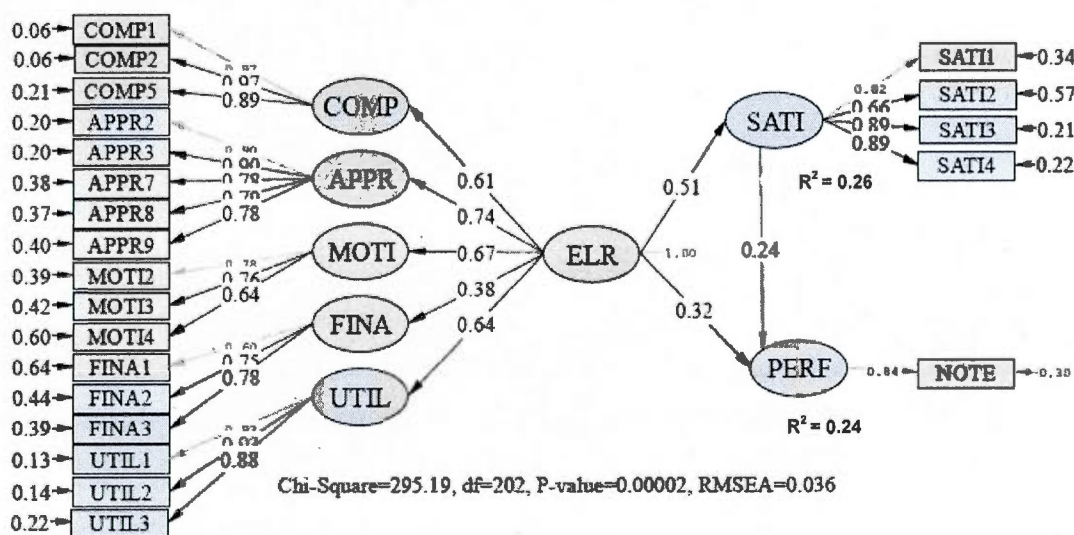 0.06 COMP1
0.06 COMP2
0.21 COMP5
0.20 APPR2
0.20 APPR3
0.38 APPR7
0.37 APPR8
0.40 APPR9
0.39 MOTI2
0.42 MOTI3
0.60 MOTI4
0.64 FINA1
0.44 FINA2
0.39 FINA3
0.13 UTIL1
0.14 UTIL2
0.22 UTIL3
0.97
0.89
0.90
0.78
0.78
0.76
0.64
0.60
0.75
0.78
0.93
0.88
COMP
APPR
MOTI
FINA
UTIL
0.61
0.74
0.67
0.38
0.64
ELR
1.00
0.51
0.32
SATI
R² = 0.26
0.24
PERF
R² = 0.24
0.82
0.66
0.89
0.89
0.84
SATI1 0.34
SATI2 0.57
SATI3 0.21
SATI4 0.22
NOTE 0.30
Chi-Square=295.19, df=202, P-value=0.00002, RMSEA=0.036